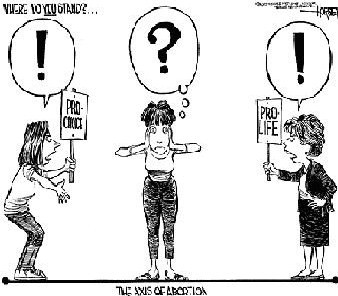 WHERE DO YOU STAND?...
!
?
!
PRO-
CHOICE
PRO-
LIFE
THE AXIS OF ABORTION